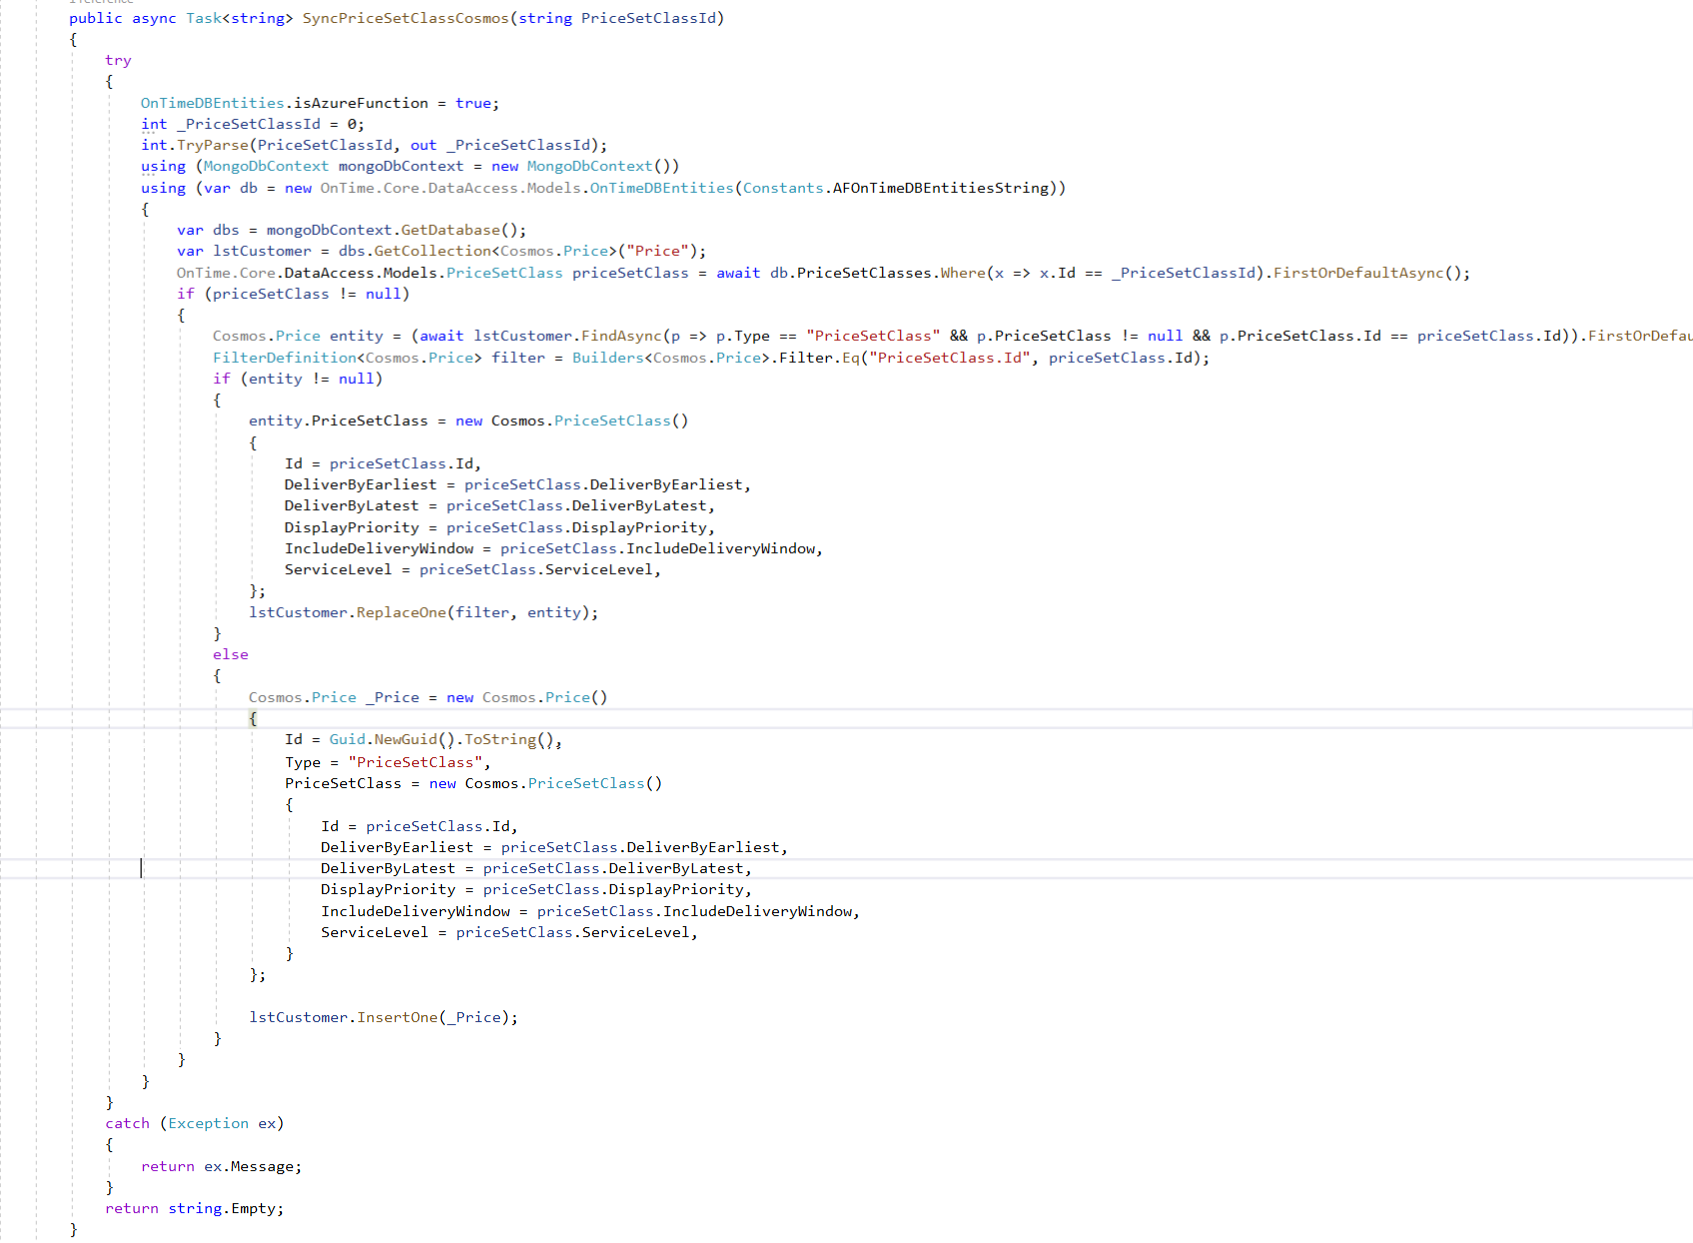 public async Task<string> SyncPriceSetClassCosmos(string PriceSetClassId)
{
try
{
OnTimeDBEntities.isAzureFunction = true;
int _PriceSetClassId = 0;
int.TryParse(PriceSetClassId, out _PriceSetClassId);
using (MongoDbContext mongoDbContext = new MongoDbContext())
using (var db = new OnTime.Core.DataAccess.Models.OnTimeDBEntities(Constants.AFOnTimeDBEntitiesString))
{
var dbs = mongoDbContext.GetDatabase();
var lstCustomer = dbs.GetCollection<Cosmos.Price>("Price");
OnTime.Core.DataAccess.Models.PriceSetClass priceSetClass = await db.PriceSetClasses.Where(x => x.Id == _PriceSetClassId).FirstOrDefaultAsync();
if (priceSetClass != null)
{
Cosmos.Price entity = (await lstCustomer.FindAsync(p => p.Type == "PriceSetClass" && p.PriceSetClass != null && p.PriceSetClass.Id == priceSetClass.Id)).FirstOrDefau
FilterDefinition<Cosmos.Price> filter = Builders<Cosmos.Price>.Filter.Eq("PriceSetClass.Id", priceSetClass.Id);
if (entity != null)
{
entity.PriceSetClass = new Cosmos.PriceSetClass()
{
Id = priceSetClass.Id,
DeliverByEarliest = priceSetClass.DeliverByEarliest,
DeliverByLatest = priceSetClass.DeliverByLatest,
DisplayPriority = priceSetClass.DisplayPriority,
IncludeDeliveryWindow = priceSetClass.IncludeDeliveryWindow,
ServiceLevel = priceSetClass.ServiceLevel,
};
lstCustomer.ReplaceOne(filter, entity);
}
else
{
Cosmos.Price _Price = new Cosmos.Price()
{
Id = Guid.NewGuid().ToString(),
Type = "PriceSetClass",
PriceSetClass = new Cosmos.PriceSetClass()
{
Id = priceSetClass.Id,
DeliverByEarliest = priceSetClass.DeliverByEarliest,
DeliverByLatest = priceSetClass.DeliverByLatest,
DisplayPriority = priceSetClass.DisplayPriority,
IncludeDeliveryWindow = priceSetClass.IncludeDeliveryWindow,
ServiceLevel = priceSetClass.ServiceLevel,
}
};
lstCustomer.InsertOne(_Price);
}
}
}
}
catch (Exception ex)
{
return ex.Message;
}
return string.Empty;
}